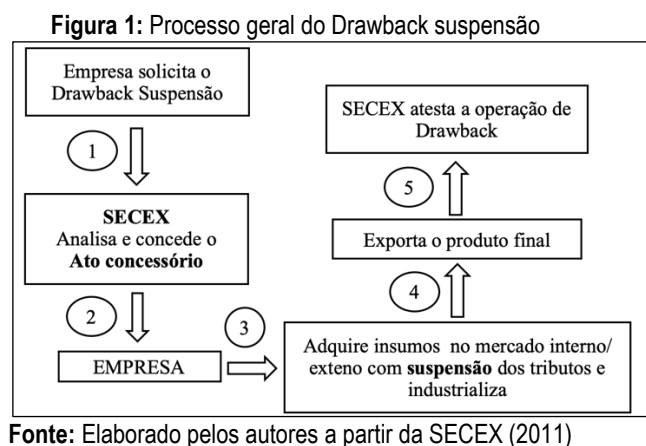 Figura 1: Processo geral do Drawback suspensão
Empresa solicita o
Drawback Suspensão
1
SECEX
Analisa e concede o
Ato concessório
2
EMPRESA
3
Adquire insumos no mercado interno/
exteno com suspensão dos tributos e
industrializa
4
Exporta o produto final
5
SECEX atesta a operação de
Drawback
Fonte: Elaborado pelos autores a partir da SECEX (2011)